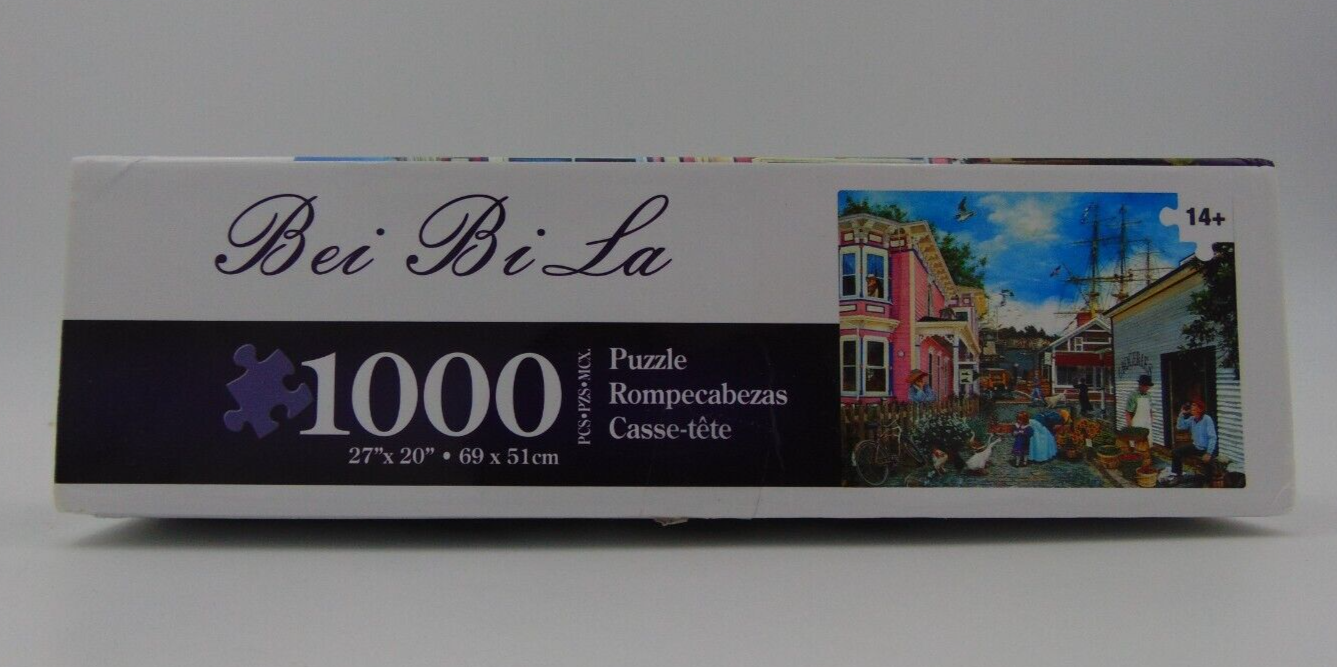 Bei Bi La
14+
1000
PCS•PZS•MCX.
Puzzle
Rompecabezas
Casse-tête
27”x 20” • 69 x 51cm